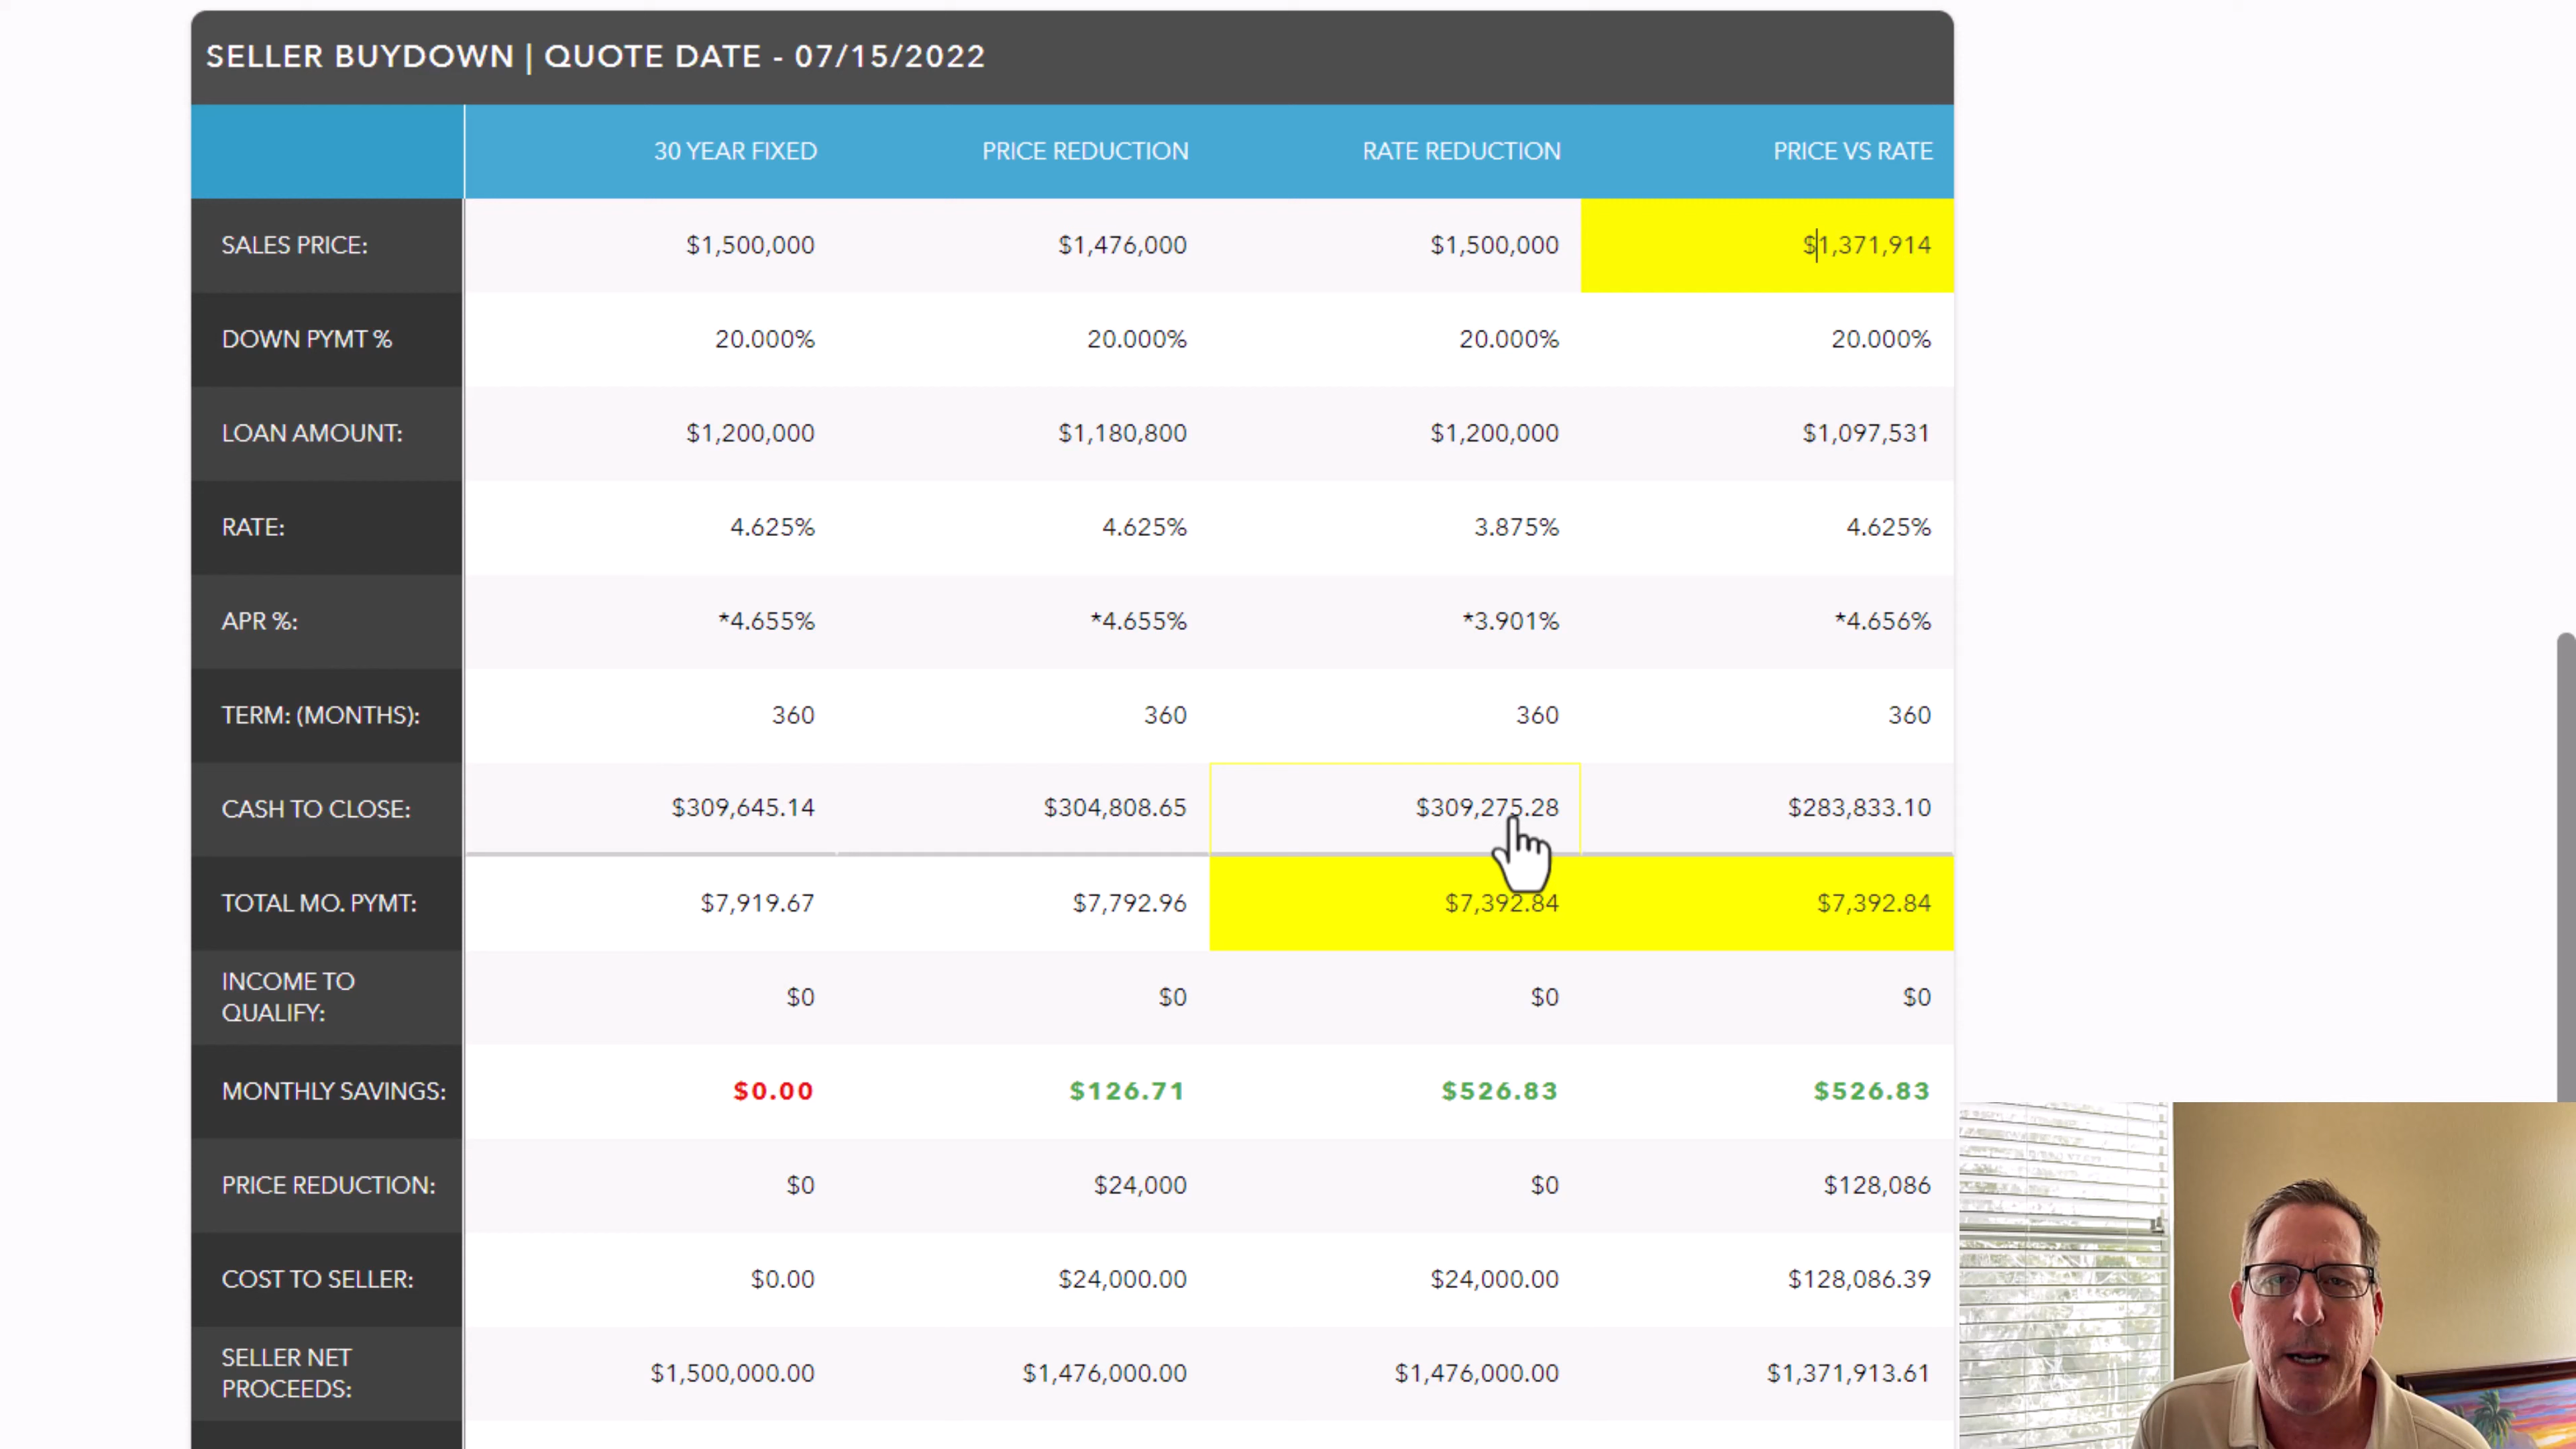 SELLER BUYDOWN | QUOTE DATE - 07/15/2022
30 YEAR FIXED PRICE REDUCTION RATE REDUCTION PRICE VS RATE
SALES PRICE: $1,500,000 $1,476,000 $1,500,000 $1,371,914
DOWN PYMT % 20.000% 20.000% 20.000% 20.000%
LOAN AMOUNT: $1,200,000 $1,180,800 $1,200,000 $1,097,531
RATE: 4.625% 4.625% 3.875% 4.625%
APR %: *4.655% *4.655% *3.901% *4.656%
TERM: (MONTHS): 360 360 360 360
CASH TO CLOSE: $309,645.14 $304,808.65 $309,275.28 $283,833.10
TOTAL MO. PYMT: $7,919.67 $7,792.96 $7,392.84 $7,392.84
INCOME TO
QUALIFY: $0 $0 $0 $0
MONTHLY SAVINGS: $0.00 $126.71 $526.83 $526.83
PRICE REDUCTION: $0 $24,000 $0 $128,086
COST TO SELLER: $0.00 $24,000.00 $24,000.00 $128,086.39
SELLER NET
PROCEEDS: $1,500,000.00 $1,476,000.00 $1,476,000.00 $1,371,913.61